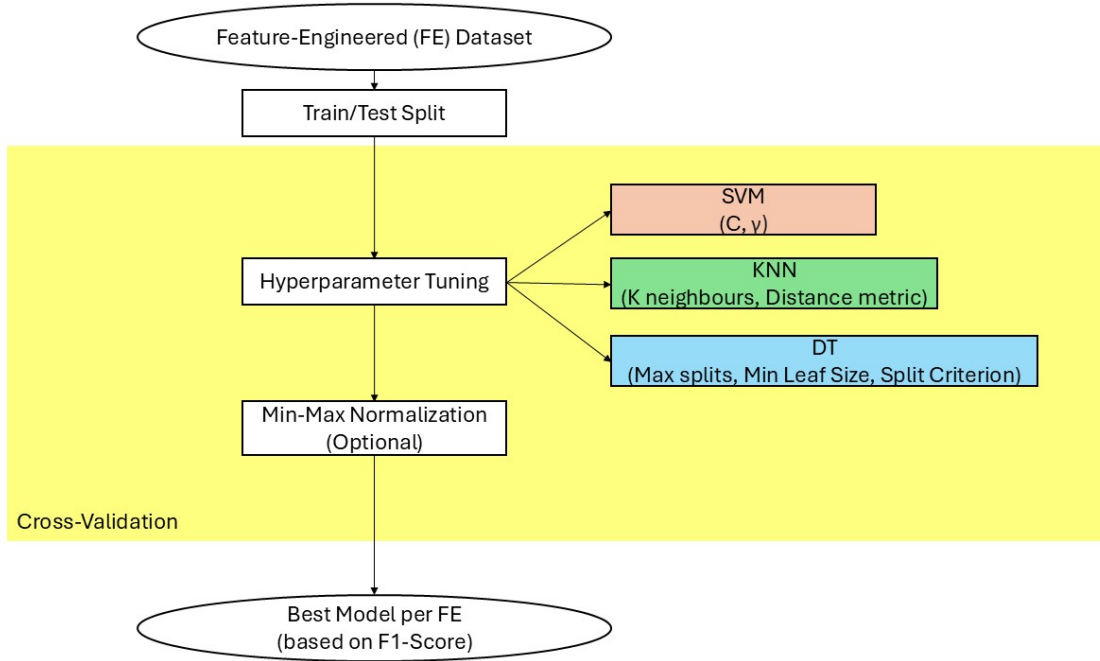 Feature-Engineered (FE) Dataset
Train/Test Split
SVM
(C, γ)
Hyperparameter Tuning
KNN
(K neighbours, Distance metric)
DT
(Max splits, Min Leaf Size, Split Criterion)
Min-Max Normalization
(Optional)
Cross-Validation
Best Model per FE
(based on F1-Score)